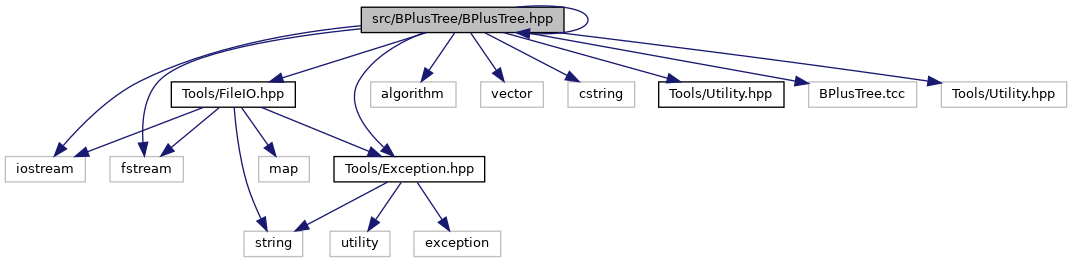 src/BPlusTree/BPlusTree.hpp
Tools/FileIO.hpp
algorithm
vector
cstring
Tools/Utility.hpp
BPlusTree.tcc
Tools/Utility.hpp
iostream
fstream
map
Tools/Exception.hpp
string
utility
exception